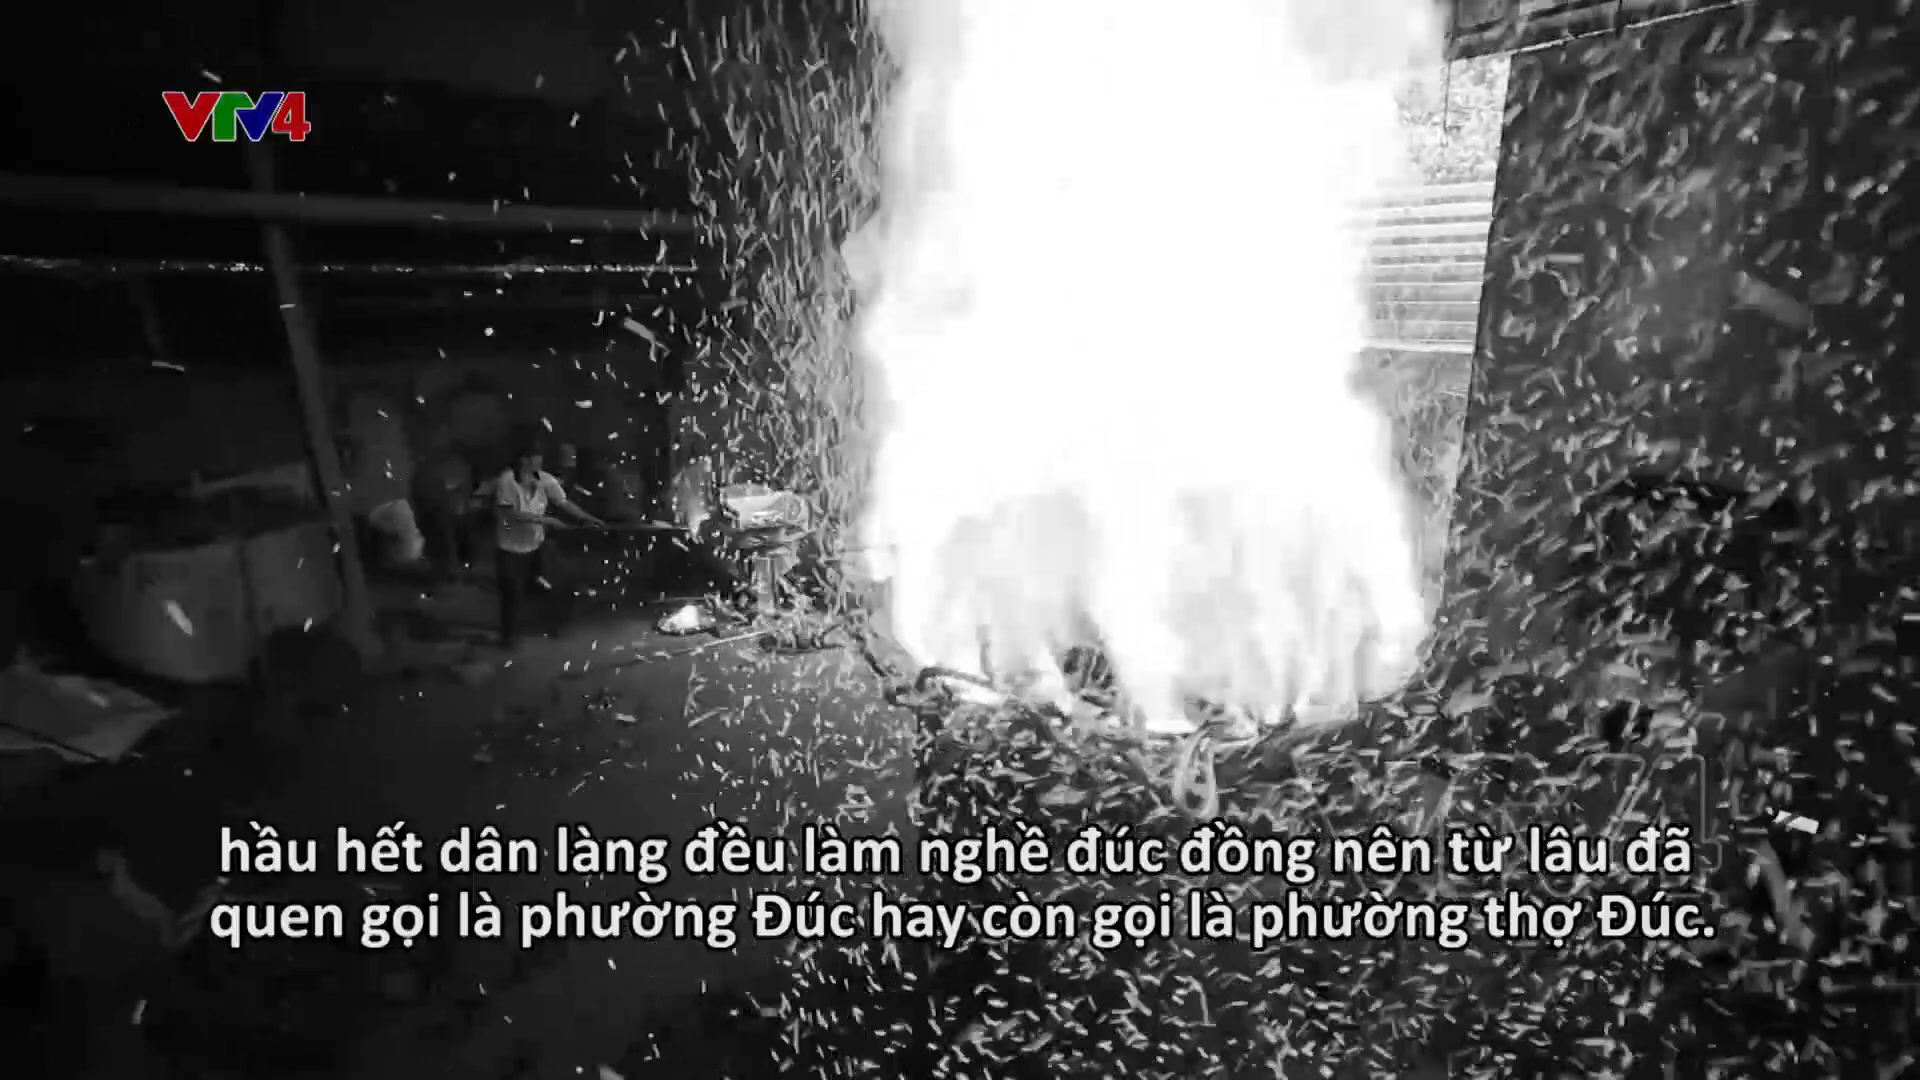 VTV4
hầu hết dân làng đều làm nghề đúc đồng nên từ lâu đã
quen gọi là phường Đúc hay còn gọi là phường thợ Đúc.